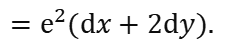 = e²(dx + 2dy).